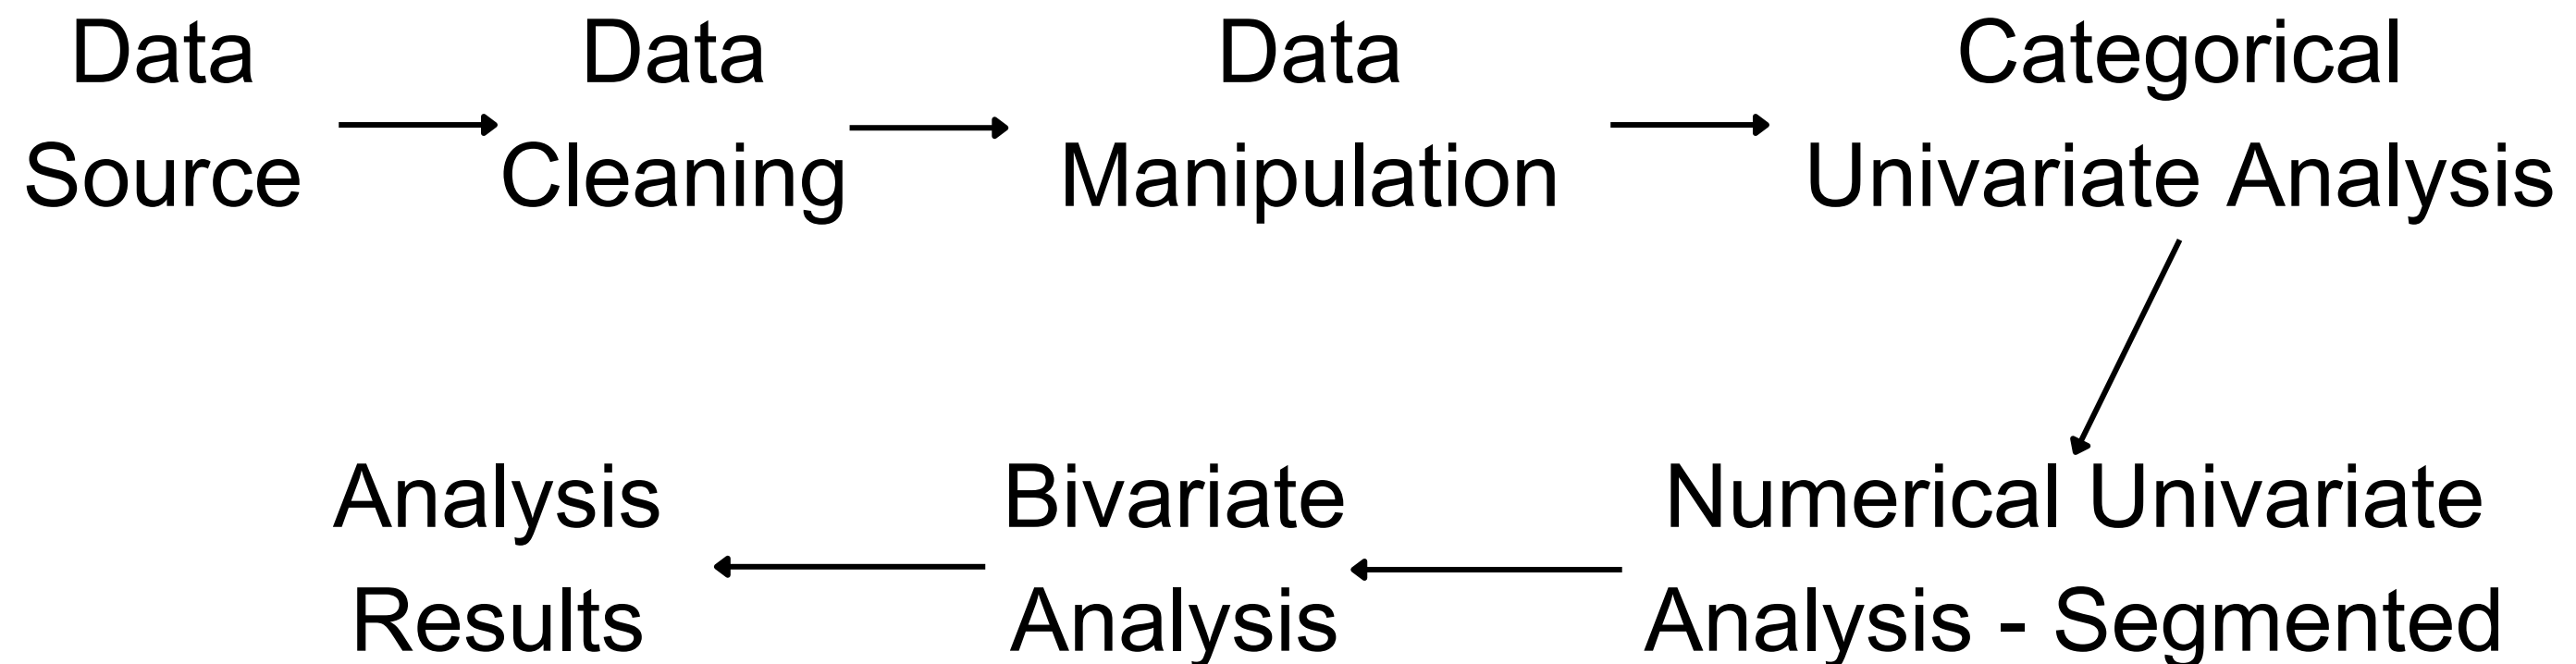 Data
Source
Data
Cleaning
Data
Manipulation
Categorical
Univariate Analysis
Numerical Univariate
Analysis - Segmented
Bivariate
Analysis
Analysis
Results